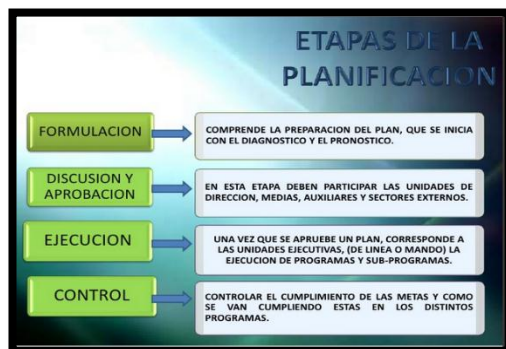 ETAPAS DE LA
PLANIFICACION
FORMULACION
COMPRENDE LA PREPARACION DEL PLAN, QUE SE INICIA
CON EL DIAGNOSTICO Y EL PRONOSTICO.
DISCUSION Y
APROBACION
EN ESTA ETAPA DEBEN PARTICIPAR LAS UNIDADES DE
DIRECCION, MEDIAS, AUXILIARES Y SECTORES EXTERNOS.
EJECUCION
UNA VEZ QUE SE APRUEBE UN PLAN, CORRESPONDE A
LAS UNIDADES EJECUTIVAS, (DE LINEA O MANDO) LA
EJECUCION DE PROGRAMAS Y SUB-PROGRAMAS.
CONTROL
CONTROLAR EL CUMPLIMIENTO DE LAS METAS Y COMO
SE VAN CUMPLIENDO ESTAS EN LOS DISTINTOS
PROGRAMAS.